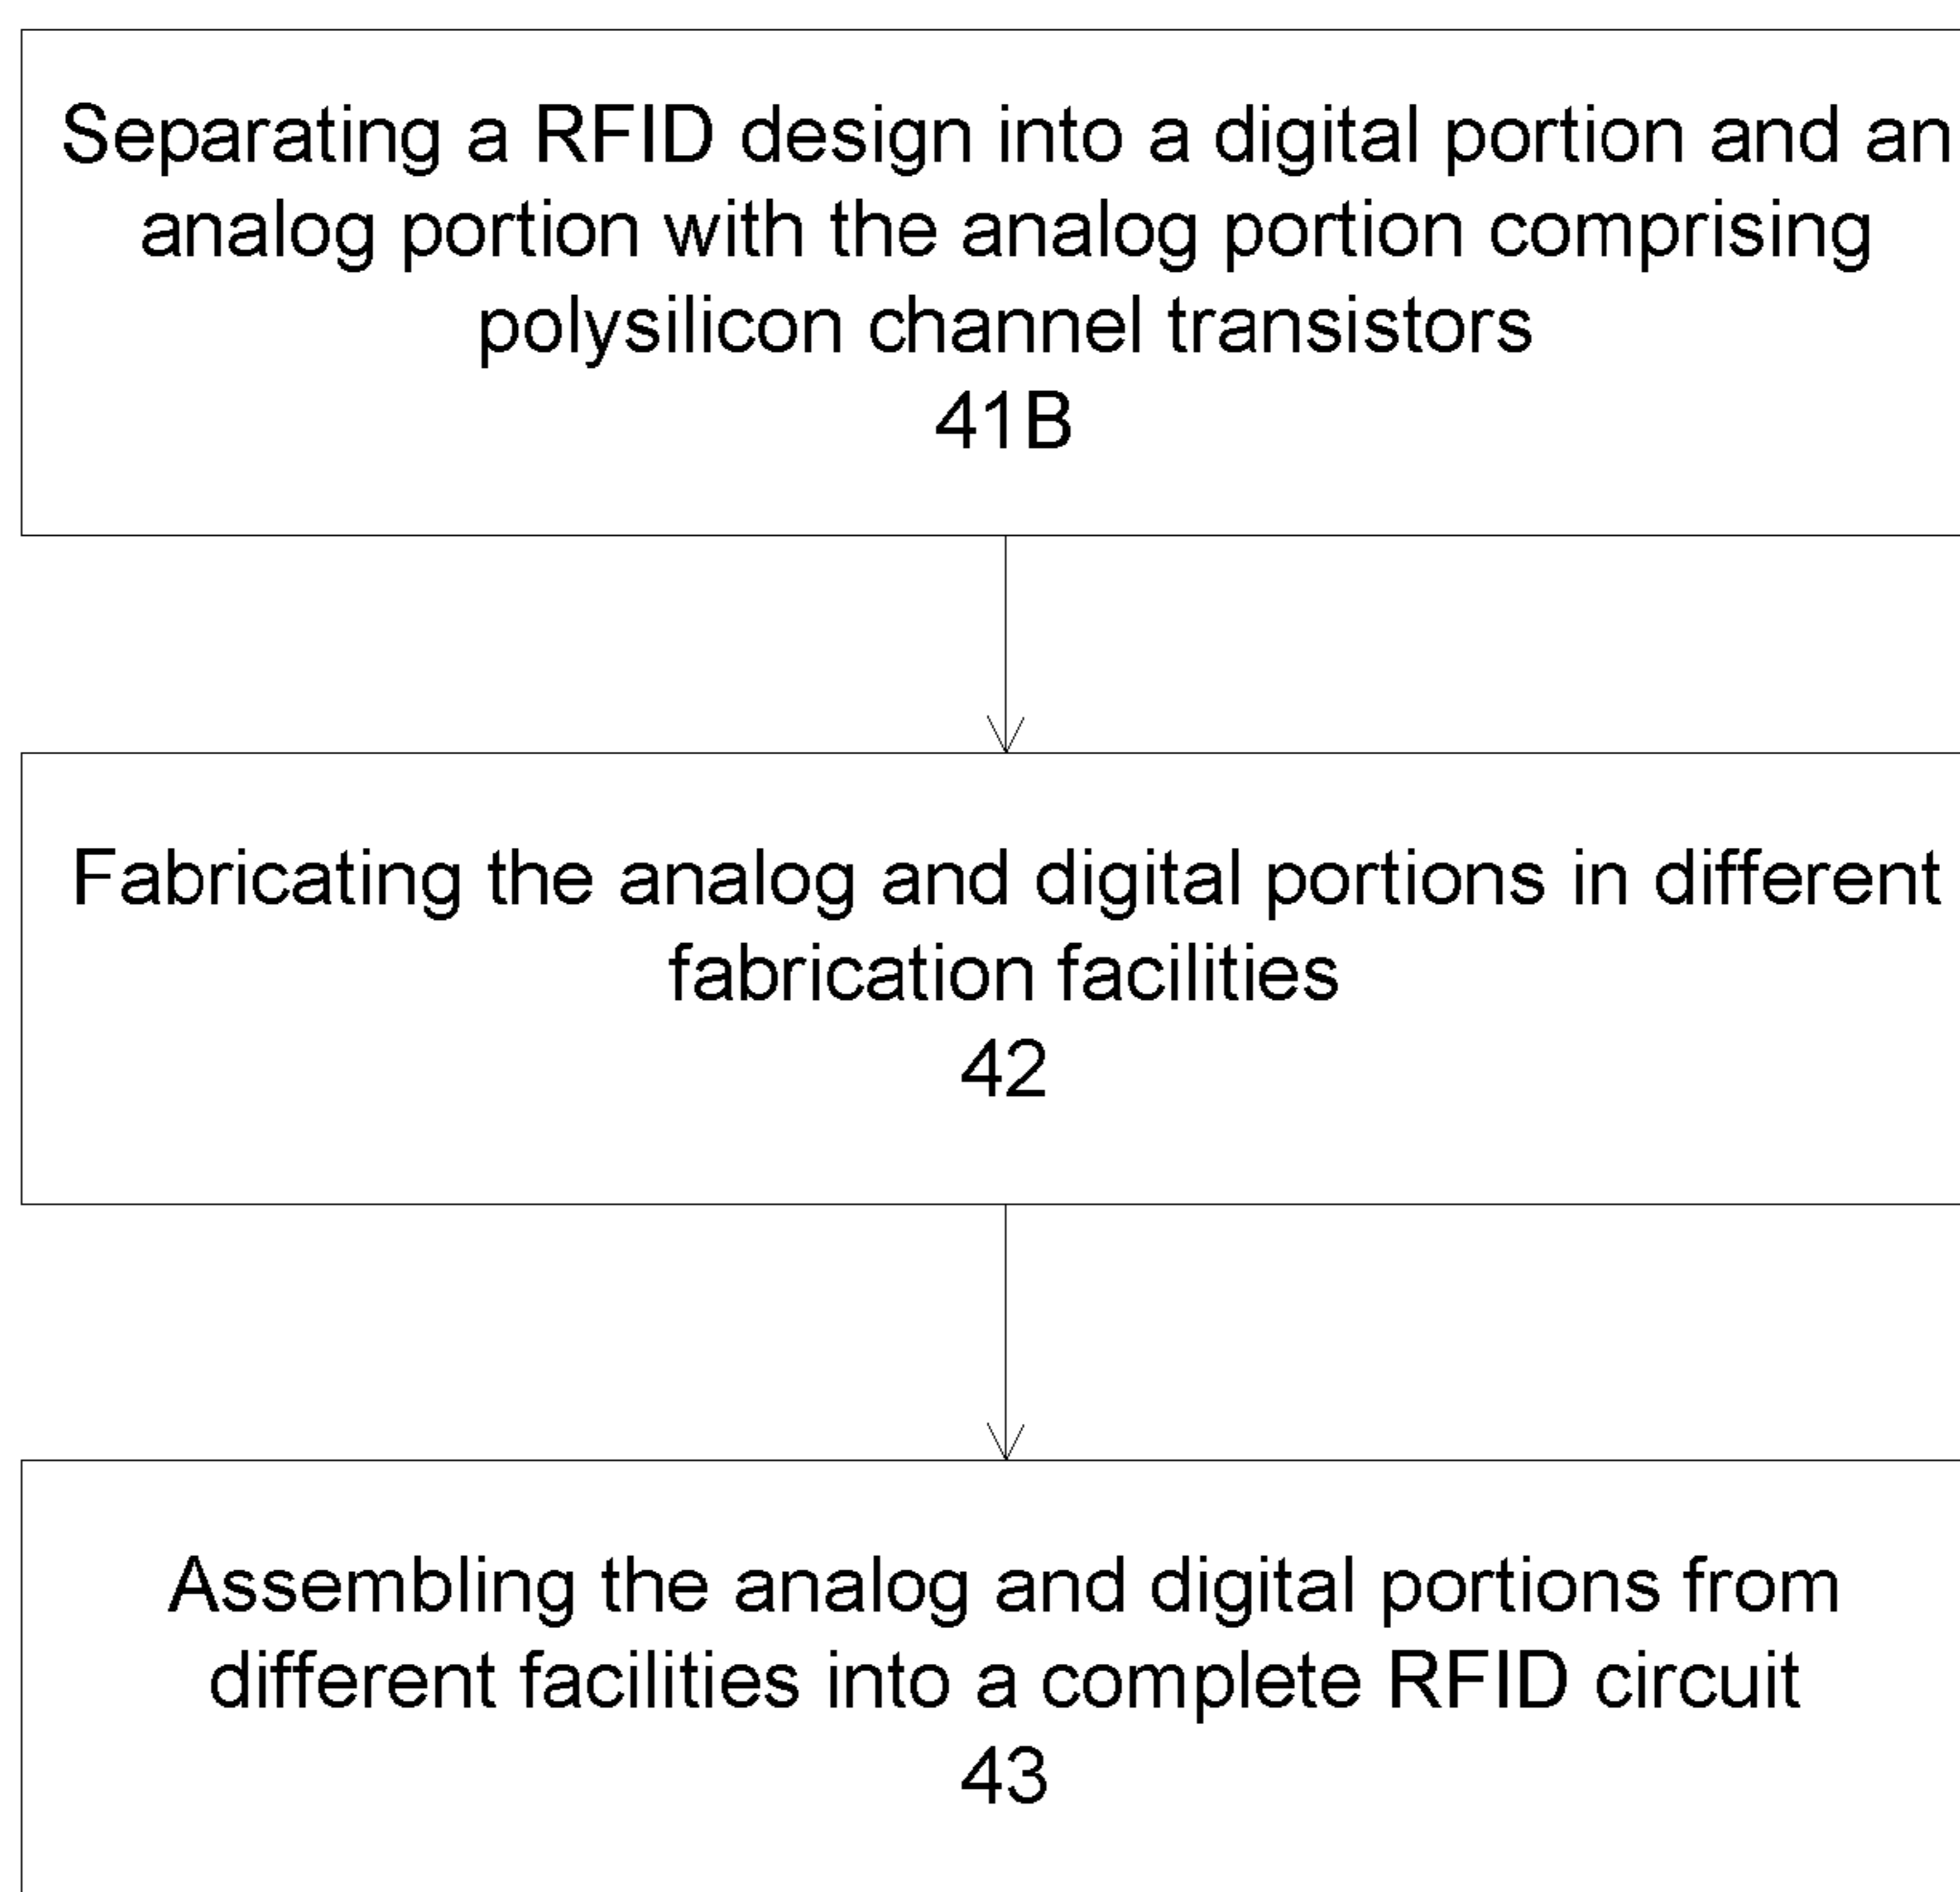 Separating a RFID design into a digital portion and an
analog portion with the analog portion comprising
polysilicon channel transistors
41B
Fabricating the analog and digital portions in different
fabrication facilities
42
Assembling the analog and digital portions from
different facilities into a complete RFID circuit
43